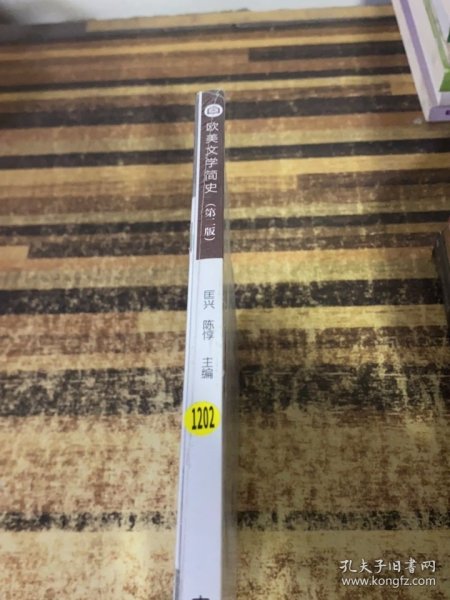 欧美文学简史(第二版)
匡兴 陈惇 主编
1202
孔夫子旧书网
www.kongfz.com